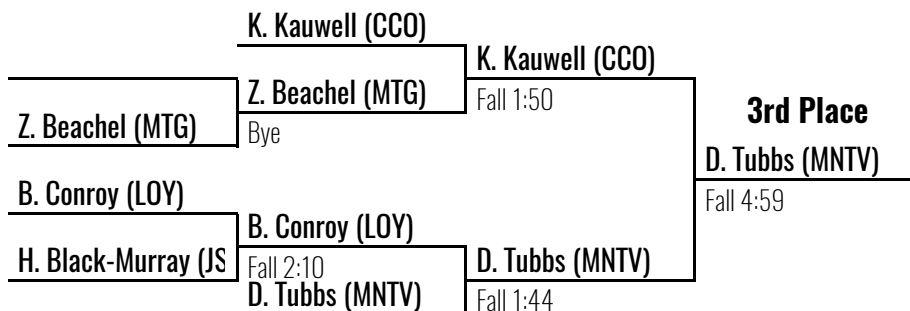 K. Kauwell (CCO)
K. Kauwell (CCO)
Z. Beachel (MTG)
Fall 1:50
3rd Place
Z. Beachel (MTG)
Bye
D. Tubbs (MNTV)
B. Conroy (LOY)
Fall 4:59
B. Conroy (LOY)
H. Black-Murray (JS
Fall 2:10
D. Tubbs (MNTV)
D. Tubbs (MNTV)
Fall 1:44